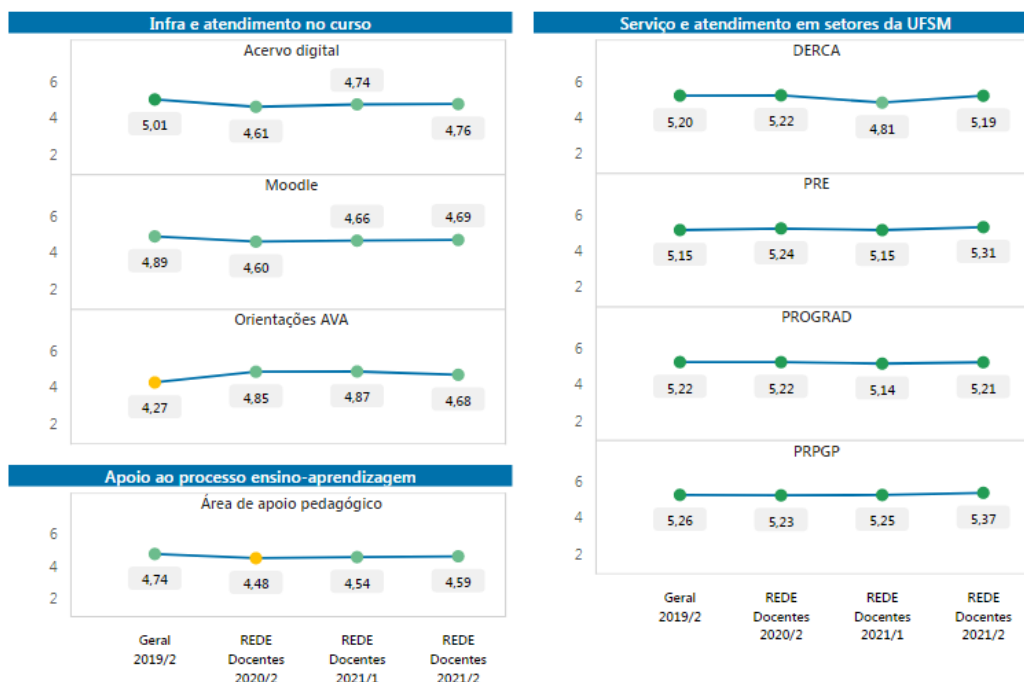 Infra e atendimento no curso
Acervo digital
6
4
2
5,01
4,61
4,74
4,76
Moodle
6
4
2
4,89
4,60
4,66
4,69
Orientações AVA
6
4
2
4,27
4,85
4,87
4,68
Apoio ao processo ensino-aprendizagem
Área de apoio pedagógico
6
4
2
4,74
4,48
4,54
4,59
Geral
2019/2
REDE
Docentes
2020/2
REDE
Docentes
2021/1
REDE
Docentes
2021/2
Serviço e atendimento em setores da UFSM
DERCA
6
4
2
5,20
5,22
4,81
5,19
PRE
6
4
2
5,15
5,24
5,15
5,31
PROGRAD
6
4
2
5,22
5,22
5,14
5,21
PRPGP
6
4
2
5,26
5,23
5,25
5,37
Geral
2019/2
REDE
Docentes
2020/2
REDE
Docentes
2021/1
REDE
Docentes
2021/2